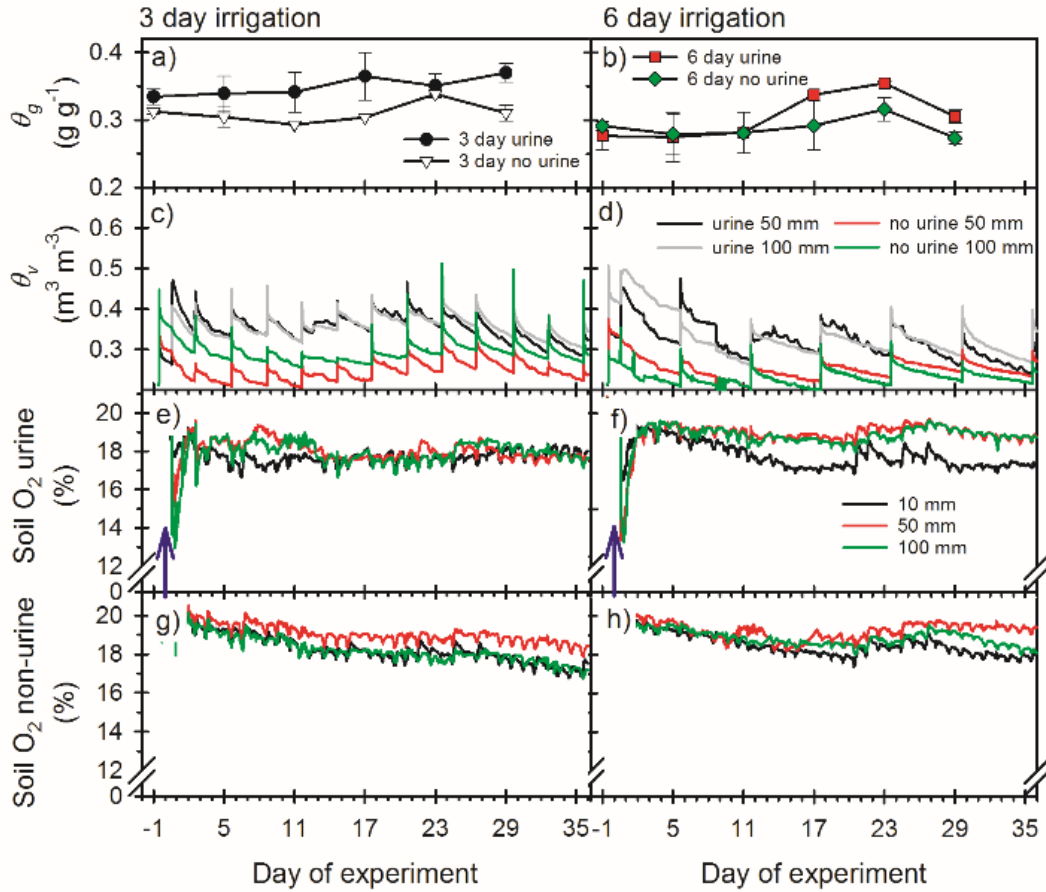 3 day irrigation
6 day irrigation
a)
b)
0.4
0.3
0.2
θg
(g g-1)
3 day urine
3 day no urine
6 day urine
6 day no urine
c)
d)
0.6
0.5
0.4
0.3
θv
(m3 m-3)
urine 50 mm
urine 100 mm
no urine 50 mm
no urine 100 mm
e)
f)
20
18
16
14
12
0
Soil O2 urine
(%)
10 mm
50 mm
100 mm
g)
h)
20
18
16
14
12
0
Soil O2 non-urine
(%)
-1 5 11 17 23 29 35
-1 5 11 17 23 29 35
Day of experiment
Day of experiment